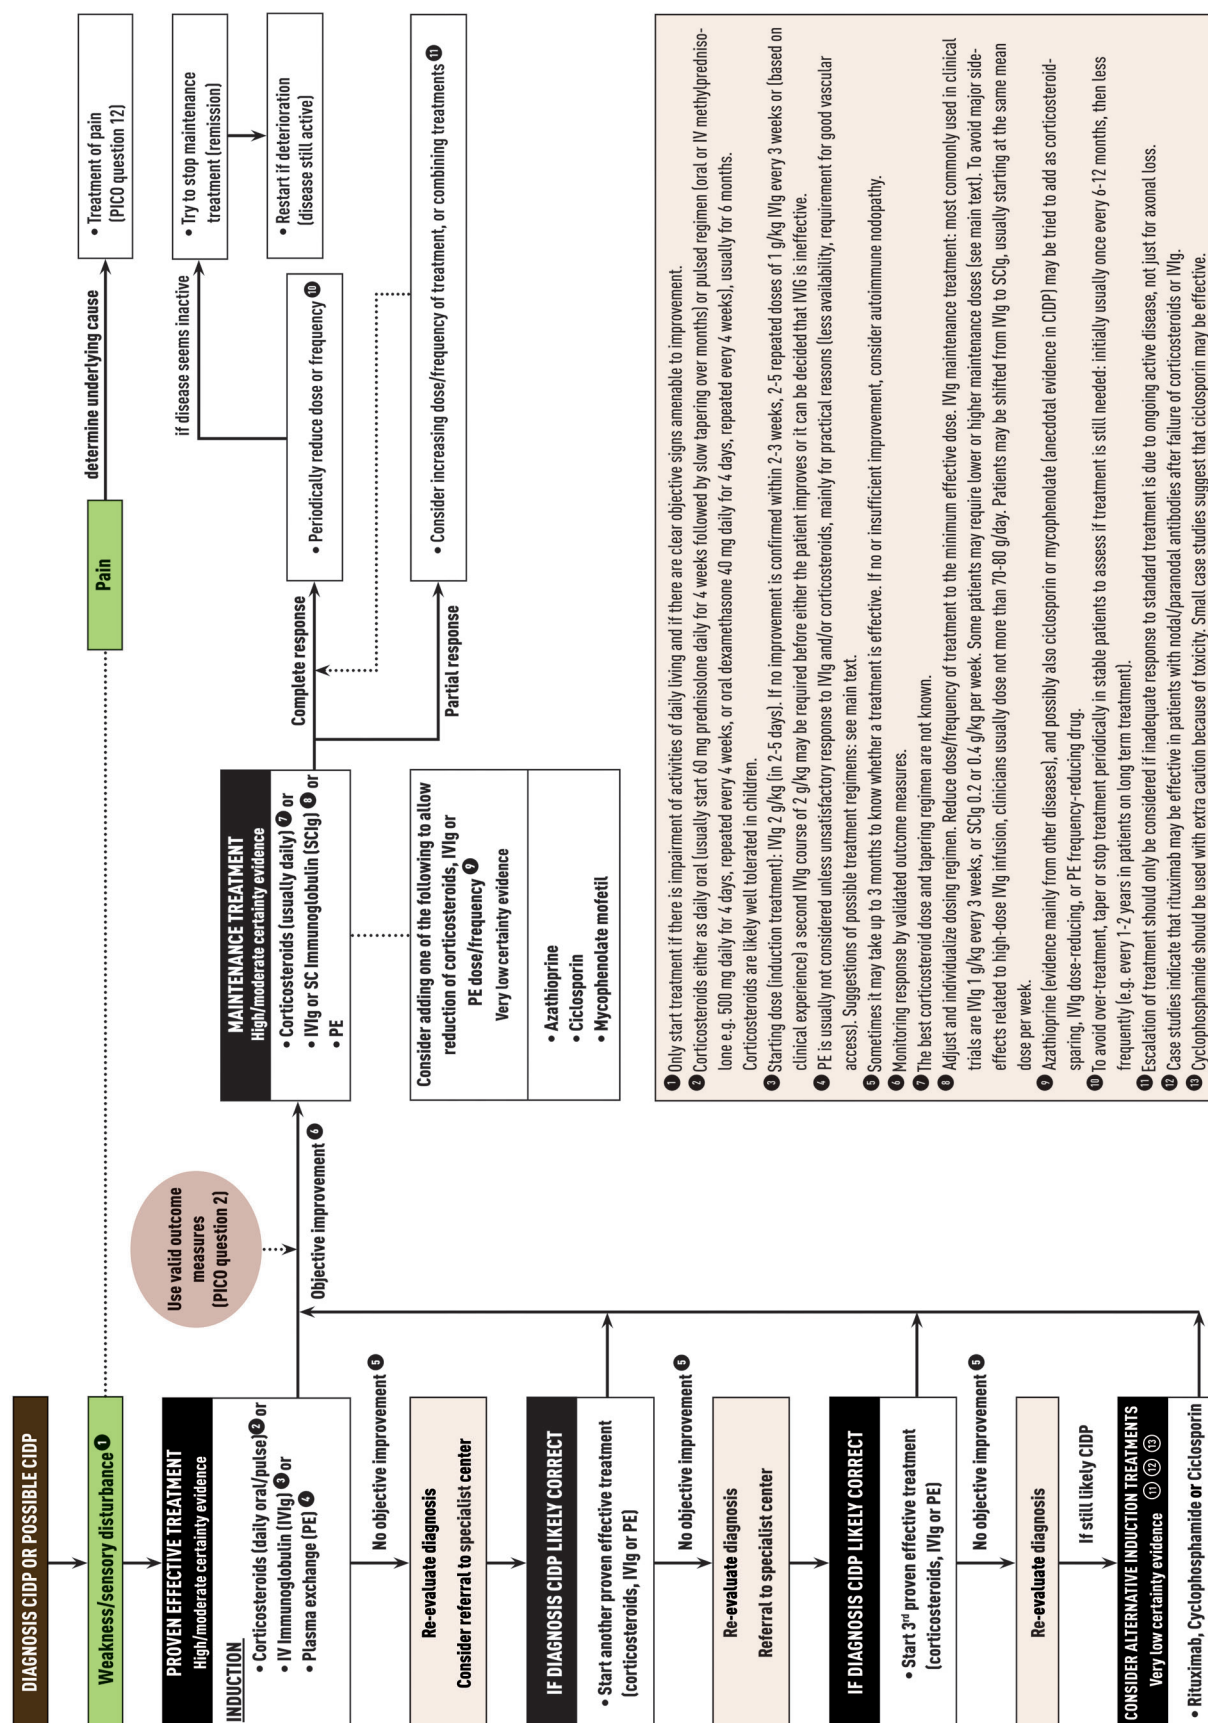 DIAGNOSIS CIDP OR POSSIBLE CIDP
Weakness/sensory disturbance ❶
PROVEN EFFECTIVE TREATMENT
High/moderate certainty evidence
INDUCTION
• Corticosteroids (daily oral/pulse) ❷ or
• IV Immunoglobulin (IVIg) ❸ or
• Plasma exchange (PE) ❹
No objective improvement ❺
Re-evaluate diagnosis
Consider referral to specialist center
IF DIAGNOSIS CIDP LIKELY CORRECT
• Start another proven effective treatment
(corticosteroids, IVIg or PE)
No objective improvement ❺
Re-evaluate diagnosis
Referral to specialist center
IF DIAGNOSIS CIDP LIKELY CORRECT
• Start 3rd proven effective treatment
(corticosteroids, IVIg or PE)
No objective improvement ❺
Re-evaluate diagnosis
If still likely CIDP
CONSIDER ALTERNATIVE INDUCTION TREATMENTS
Very low certainty evidence ⑪ ⑫ ⑬
• Rituximab, Cyclophosphamide or Ciclosporin
Use valid outcome
measures
(PICO question 2)
Objective improvement ❻
MAINTENANCE TREATMENT
High/moderate certainty evidence
• Corticosteroids (usually daily) ❼ or
• IVIg or SC Immunoglobulin (SCIg) ❽ or
• PE
Consider adding one of the following to allow
reduction of corticosteroids, IVIg or
PE dose/frequency ❾
Very low certainty evidence
• Azathioprine
• Ciclosporin
• Mycophenolate mofetil
Complete response
Partial response
Pain
determine underlying cause
• Treatment of pain
(PICO question 12)
• Periodically reduce dose or frequency ❿
if disease seems inactive
• Try to stop maintenance
treatment (remission)
• Restart if deterioration
(disease still active)
• Consider increasing dose/frequency of treatment, or combining treatments ⓫
❶ Only start treatment if there is impairment of activities of daily living and if there are clear objective signs amenable to improvement.
❷ Corticosteroids either as daily oral (usually start 60 mg prednisolone daily for 4 weeks followed by slow tapering over months) or pulsed regimen (oral or IV methylpredniso-
lone e.g. 500 mg daily for 4 days, repeated every 4 weeks, or oral dexamethasone 40 mg daily for 4 days, repeated every 4 weeks), usually for 6 months.
Corticosteroids are likely well tolerated in children.
❸ Starting dose (induction treatment): IVIg 2 g/kg (in 2-5 days). If no improvement is confirmed within 2-3 weeks, 2-5 repeated doses of 1 g/kg IVIg every 3 weeks or (based on
clinical experience) a second IVIg course of 2 g/kg may be required before either the patient improves or it can be decided that IVIG is ineffective.
❹ PE is usually not considered unless unsatisfactory response to IVIg and/or corticosteroids, mainly for practical reasons (less availability, requirement for good vascular
access). Suggestions of possible treatment regimens: see main text.
❺ Sometimes it may take up to 3 months to know whether a treatment is effective. If no or insufficient improvement, consider autoimmune nodopathy.
❻ Monitoring response by validated outcome measures.
❼ The best corticosteroid dose and tapering regimen are not known.
❽ Adjust and individualize dosing regimen. Reduce dose/frequency of treatment to the minimum effective dose. IVIg maintenance treatment: most commonly used in clinical
trials are IVIg 1 g/kg every 3 weeks, or SCIg 0.2 or 0.4 g/kg per week. Some patients may require lower or higher maintenance doses (see main text). To avoid major side-
effects related to high-dose IVIg infusion, clinicians usually dose not more than 70-80 g/day. Patients may be shifted from IVIg to SCIg, usually starting at the same mean
dose per week.
❾ Azathioprine (evidence mainly from other diseases), and possibly also ciclosporin or mycophenolate (anecdotal evidence in CIDP) may be tried to add as corticosteroid-
sparing, IVIg dose-reducing, or PE frequency-reducing drug.
❿ To avoid over-treatment, taper or stop treatment periodically in stable patients to assess if treatment is still needed: initially usually once every 6-12 months, then less
frequently (e.g. every 1-2 years in patients on long term treatment).
⓫ Escalation of treatment should only be considered if inadequate response to standard treatment is due to ongoing active disease, not just for axonal loss.
⓬ Case studies indicate that rituximab may be effective in patients with nodal/paranodal antibodies after failure of corticosteroids or IVIg.
⓭ Cyclophosphamide should be used with extra caution because of toxicity. Small case studies suggest that ciclosporin may be effective.